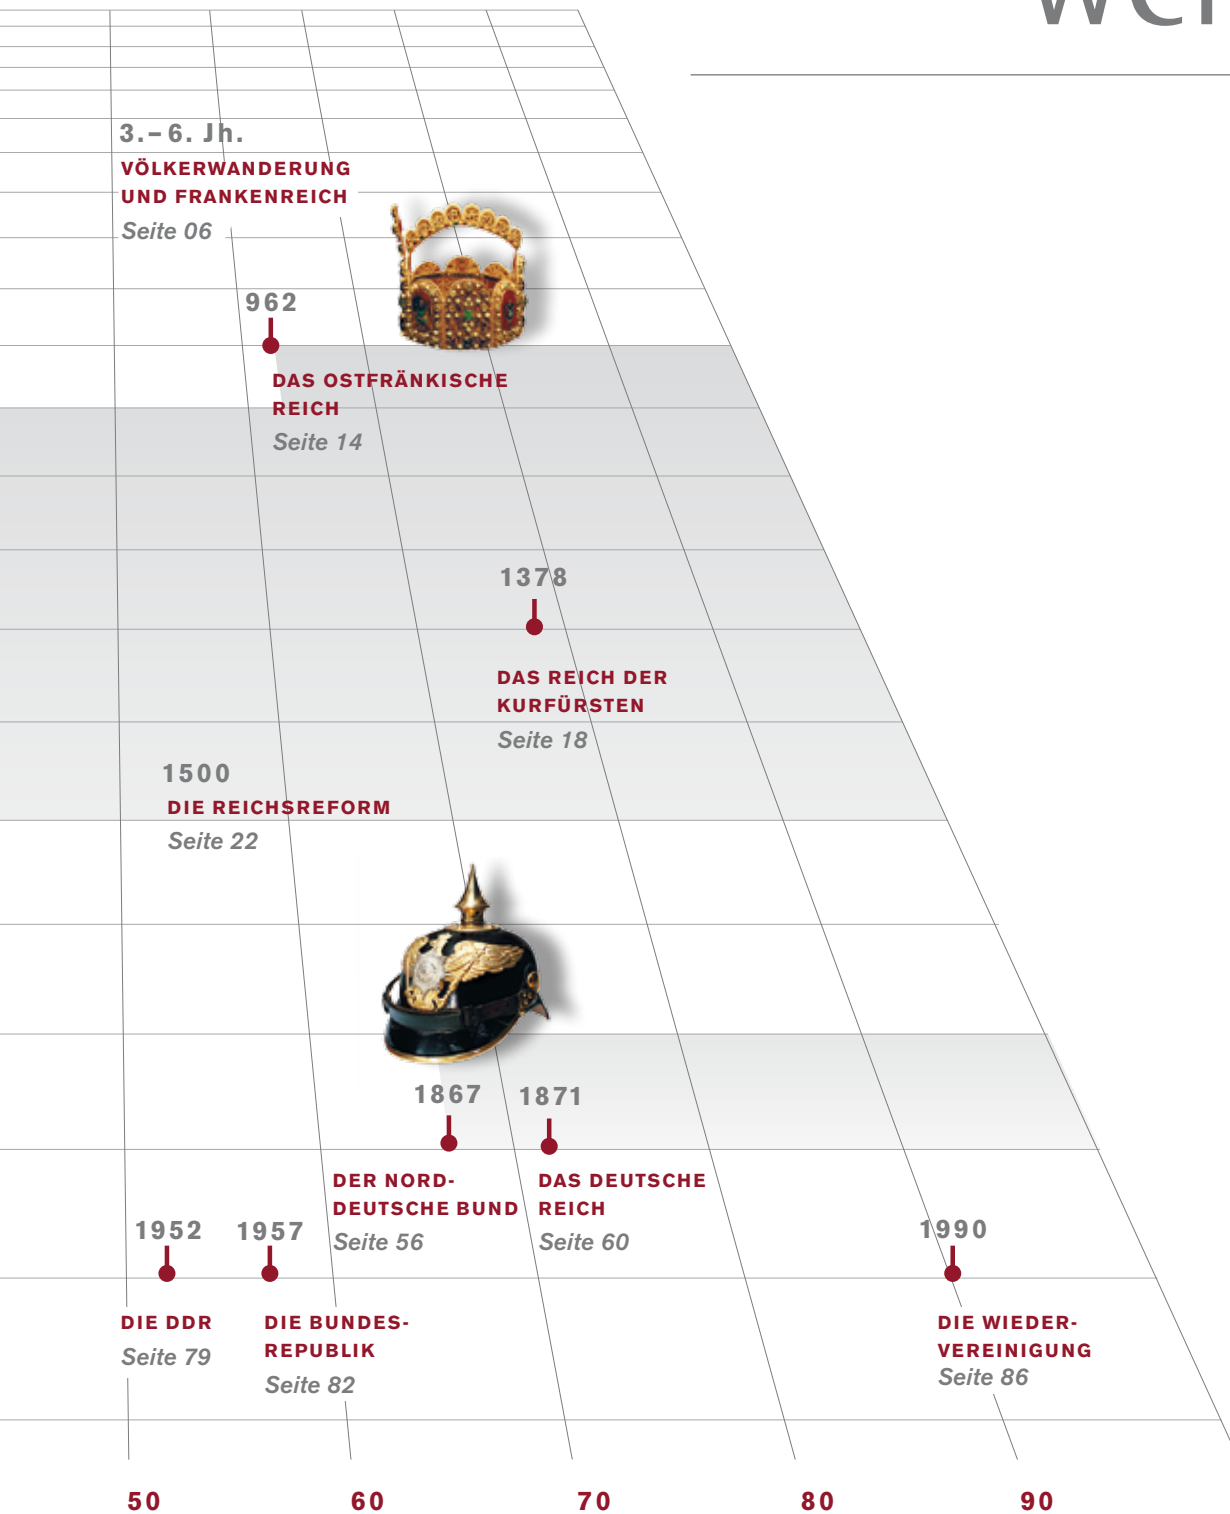 3.–6. Jh.
VÖLKERWANDERUNG
UND FRANKENREICH
Seite 06
962
DAS OSTFRÄNKISCHE
REICH
Seite 14
1378
DAS REICH DER
KURFÜRSTEN
Seite 18
1500
DIE REICHSREFORM
Seite 22
1867
DER NORD-
DEUTSCHE BUND
Seite 56
1871
DAS DEUTSCHE
REICH
Seite 60
1952
DIE DDR
Seite 79
1957
DIE BUNDES-
REPUBLIK
Seite 82
1990
DIE WIEDER-
VEREINIGUNG
Seite 86
50 60 70 80 90